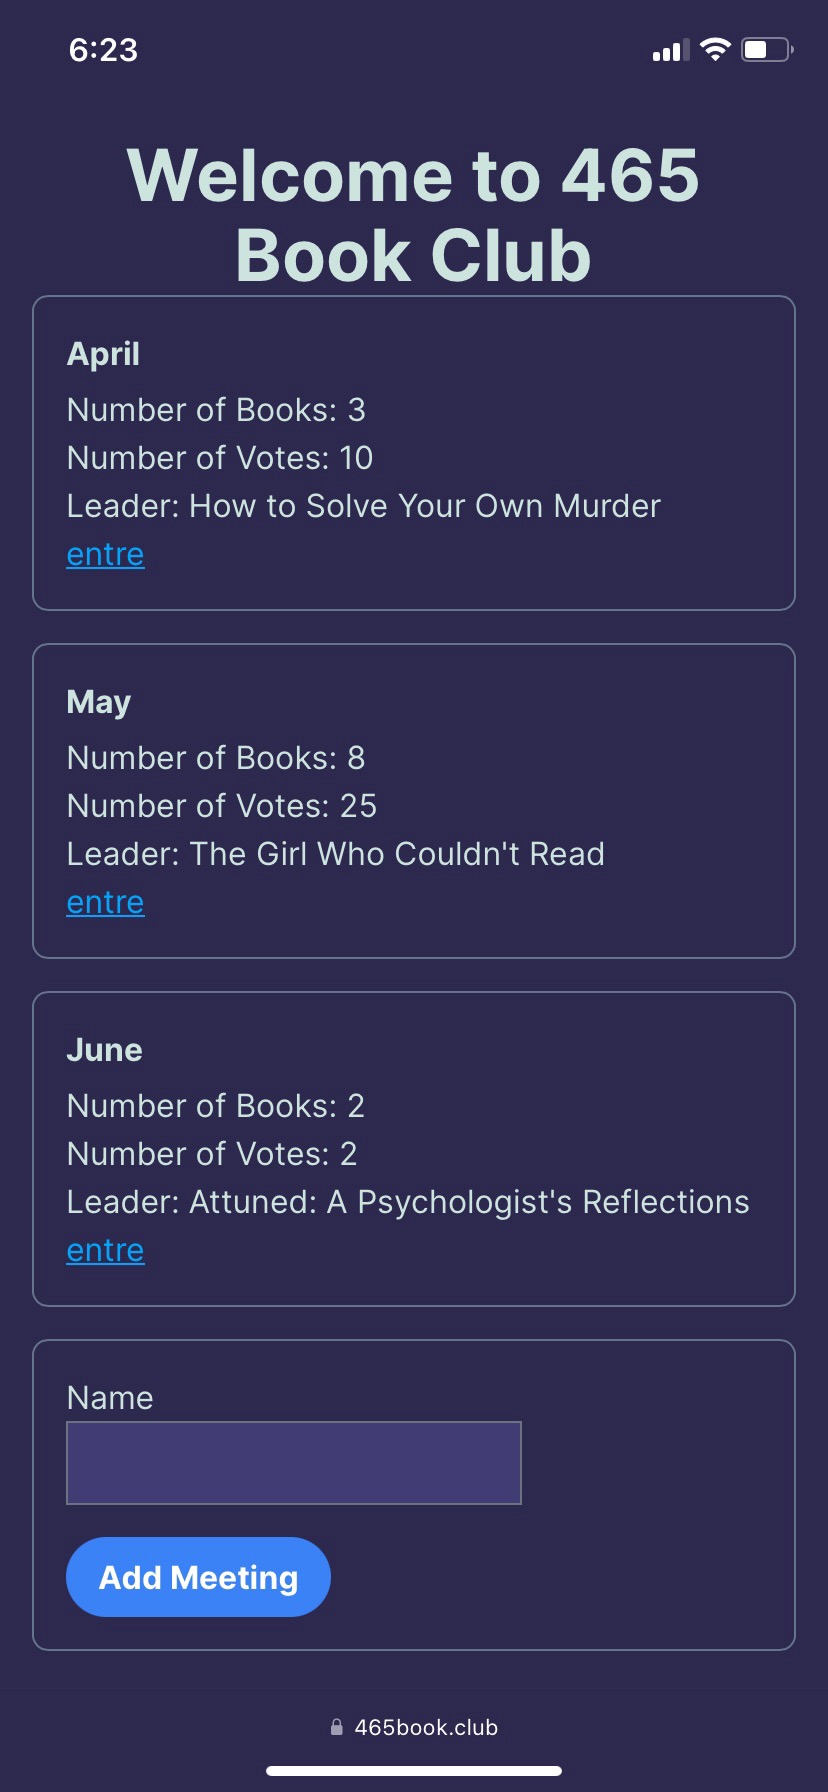 6:23
Welcome to 465
Book Club
April
Number of Books: 3
Number of Votes: 10
Leader: How to Solve Your Own Murder
entre
May
Number of Books: 8
Number of Votes: 25
Leader: The Girl Who Couldn't Read
entre
June
Number of Books: 2
Number of Votes: 2
Leader: Attuned: A Psychologist's Reflections
entre
Name
Add Meeting
465book.club